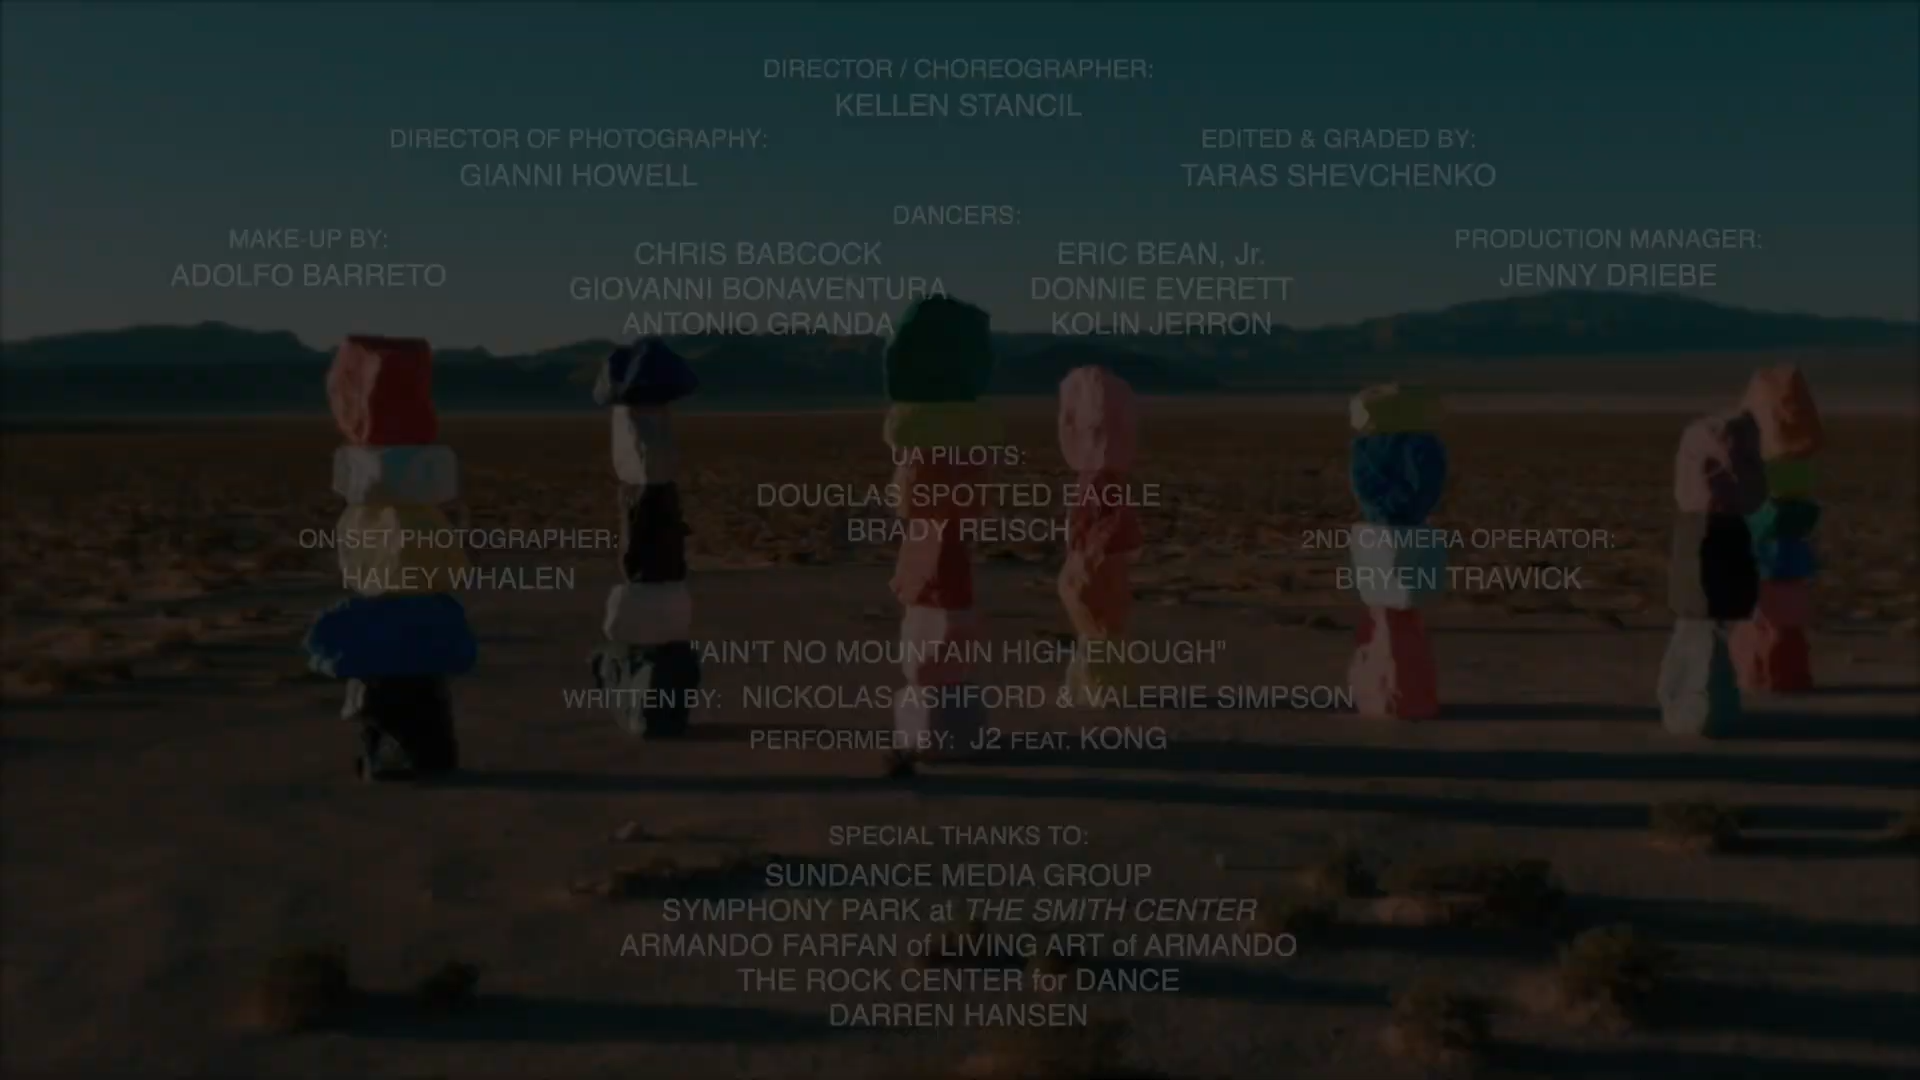 DIRECTOR / CHOREOGRAPHER:
KELLEN STANCIL
DIRECTOR OF PHOTOGRAPHY:
GIANNI HOWELL
EDITED & GRADED BY:
TARAS SHEVCHENKO
MAKE-UP BY:
ADOLFO BARRETO
DANCERS:
CHRIS BABCOCK
GIOVANNI BONAVENTURA
ANTONIO GRANDA
ERIC BEAN, Jr.
DONNIE EVERETT
KOLIN JERRON
PRODUCTION MANAGER:
JENNY DRIEBE
UA PILOTS:
DOUGLAS SPOTTED EAGLE
BRADY REISCH
ON-SET PHOTOGRAPHER:
HALEY WHALEN
2ND CAMERA OPERATOR:
BRYEN TRAWICK
"AIN'T NO MOUNTAIN HIGH ENOUGH"
WRITTEN BY: NICKOLAS ASHFORD & VALERIE SIMPSON
PERFORMED BY: J2 FEAT. KONG
SPECIAL THANKS TO:
SUNDANCE MEDIA GROUP
SYMPHONY PARK at THE SMITH CENTER
ARMANDO FARFAN of LIVING ART of ARMANDO
THE ROCK CENTER for DANCE
DARREN HANSEN